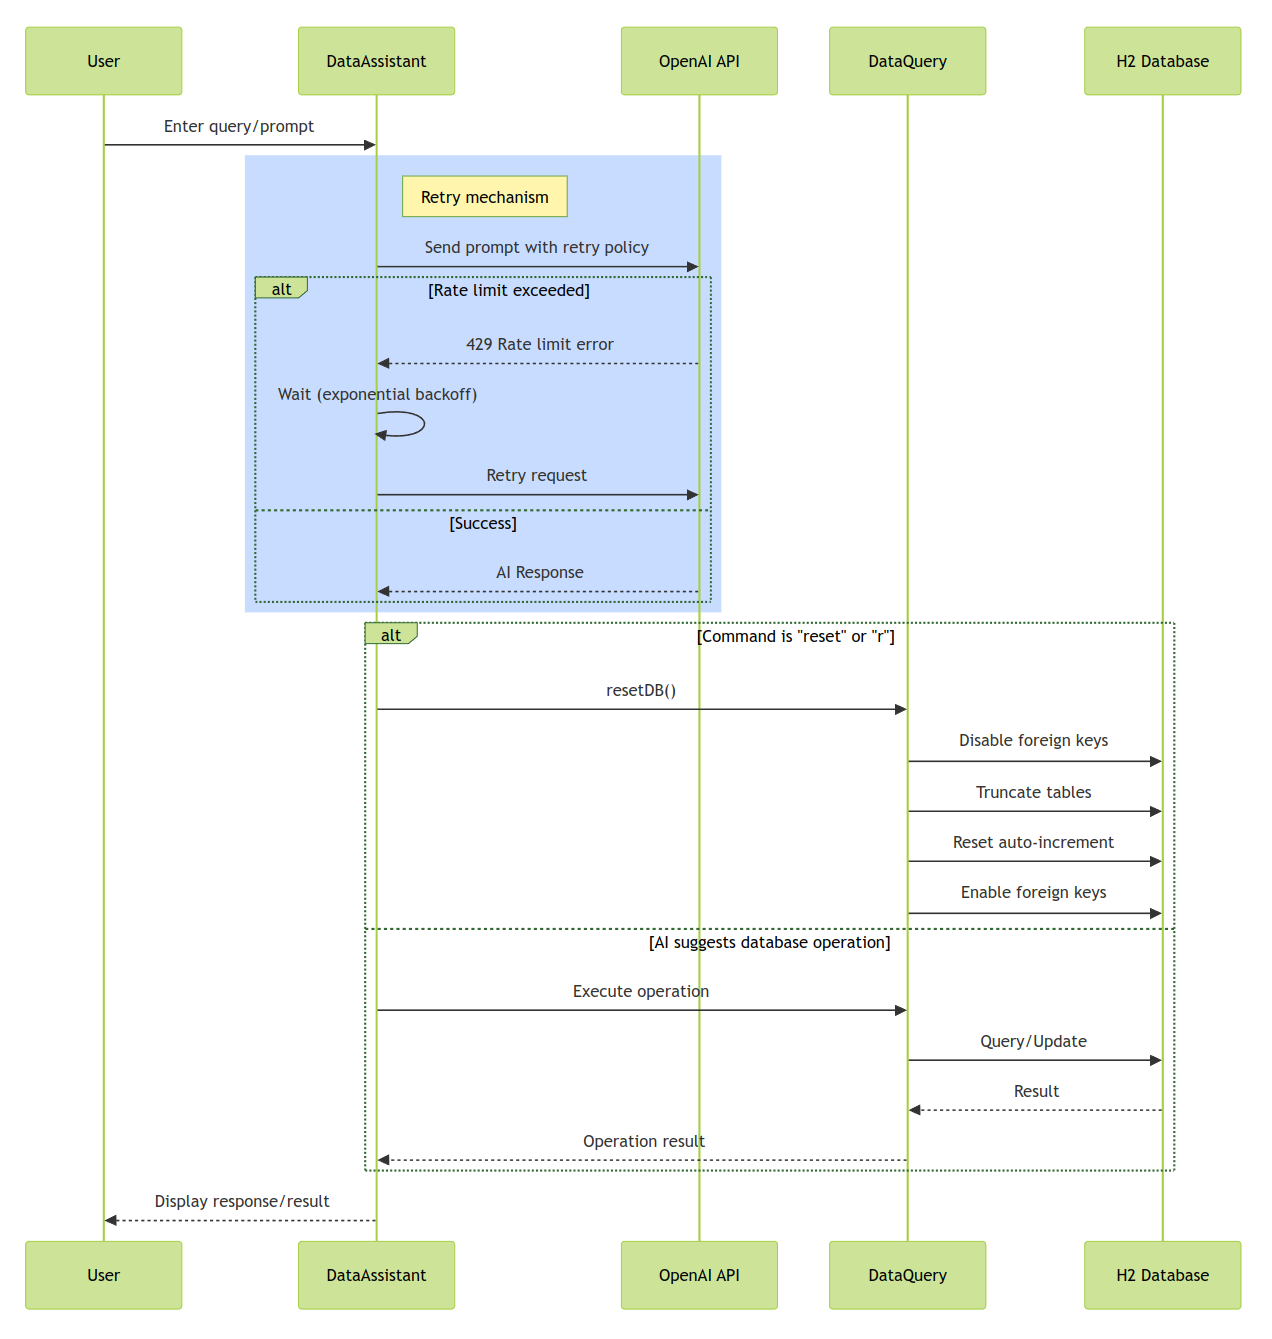 User
DataAssistant
OpenAI API
DataQuery
H2 Database
Enter query/prompt
Retry mechanism
Send prompt with retry policy
alt
[Rate limit exceeded]
429 Rate limit error
Wait (exponential backoff)
Retry request
[Success]
AI Response
alt
[Command is "reset" or "r"]
resetDB()
Disable foreign keys
Truncate tables
Reset auto-increment
Enable foreign keys
[AI suggests database operation]
Execute operation
Query/Update
Result
Operation result
Display response/result
User
DataAssistant
OpenAI API
DataQuery
H2 Database